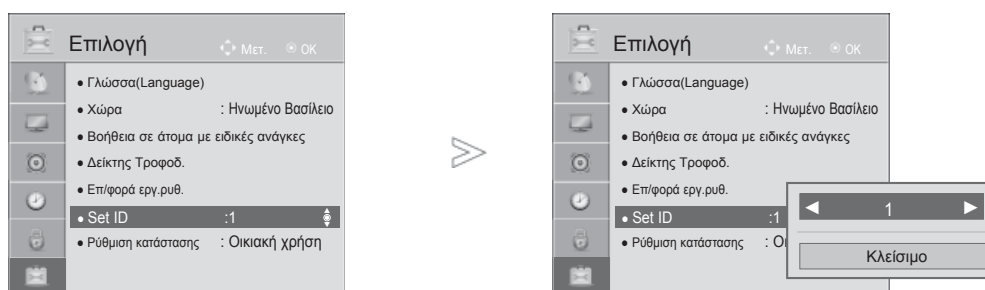 Επιλογή Μετ. OK
● Γλώσσα(Language)
● Χώρα : Ηνωμένο Βασίλειο
● Βοήθεια σε άτομα με ειδικές ανάγκες
● Δείκτης Τροφοδ.
● Επ/φορά εργ.ρυθ.
● Set ID :1
● Ρύθμιση κατάστασης : Οικιακή χρήση
Επιλογή Μετ. OK
● Γλώσσα(Language)
● Χώρα : Ηνωμένο Βασίλειο
● Βοήθεια σε άτομα με ειδικές ανάγκες
● Δείκτης Τροφοδ.
● Επ/φορά εργ.ρυθ.
● Set ID :1
● Ρύθμιση κατάστασης : Οι
◄ 1 ►
Κλείσιμο